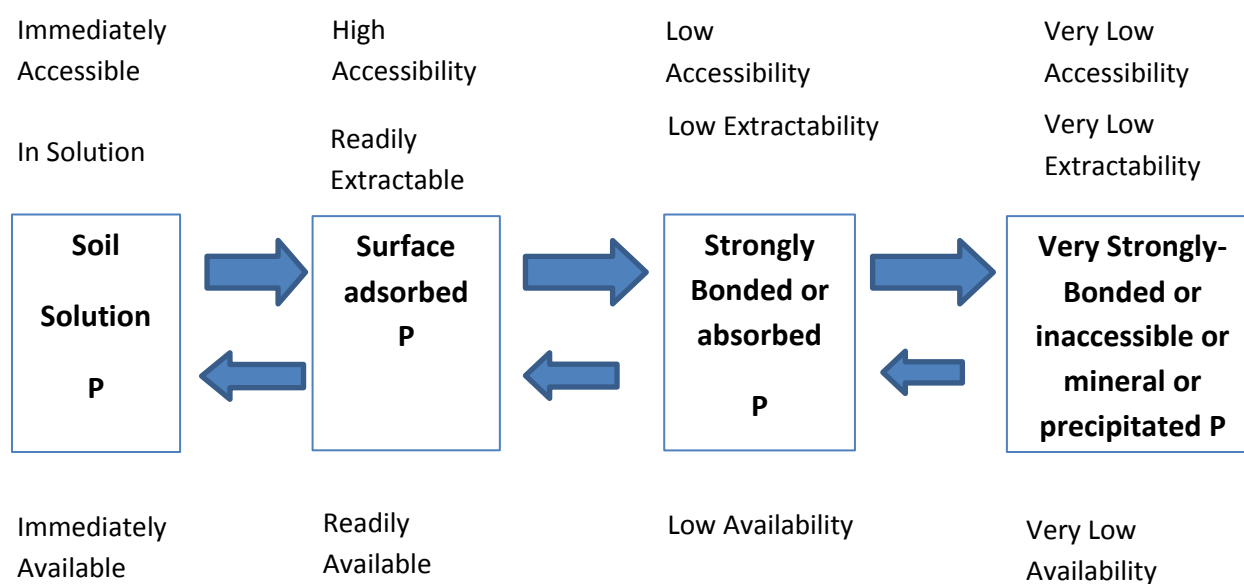 Immediately
Accessible
High
Accessibility
Low
Accessibility
Very Low
Accessibility
In Solution
Readily
Extractable
Low Extractability
Very Low
Extractability
Soil
Solution
P
Surface
adsorbed
P
Strongly
Bonded or
absorbed
P
Very Strongly-
Bonded or
inaccessible or
mineral or
precipitated P
Immediately
Available
Readily
Available
Low Availability
Very Low
Availability